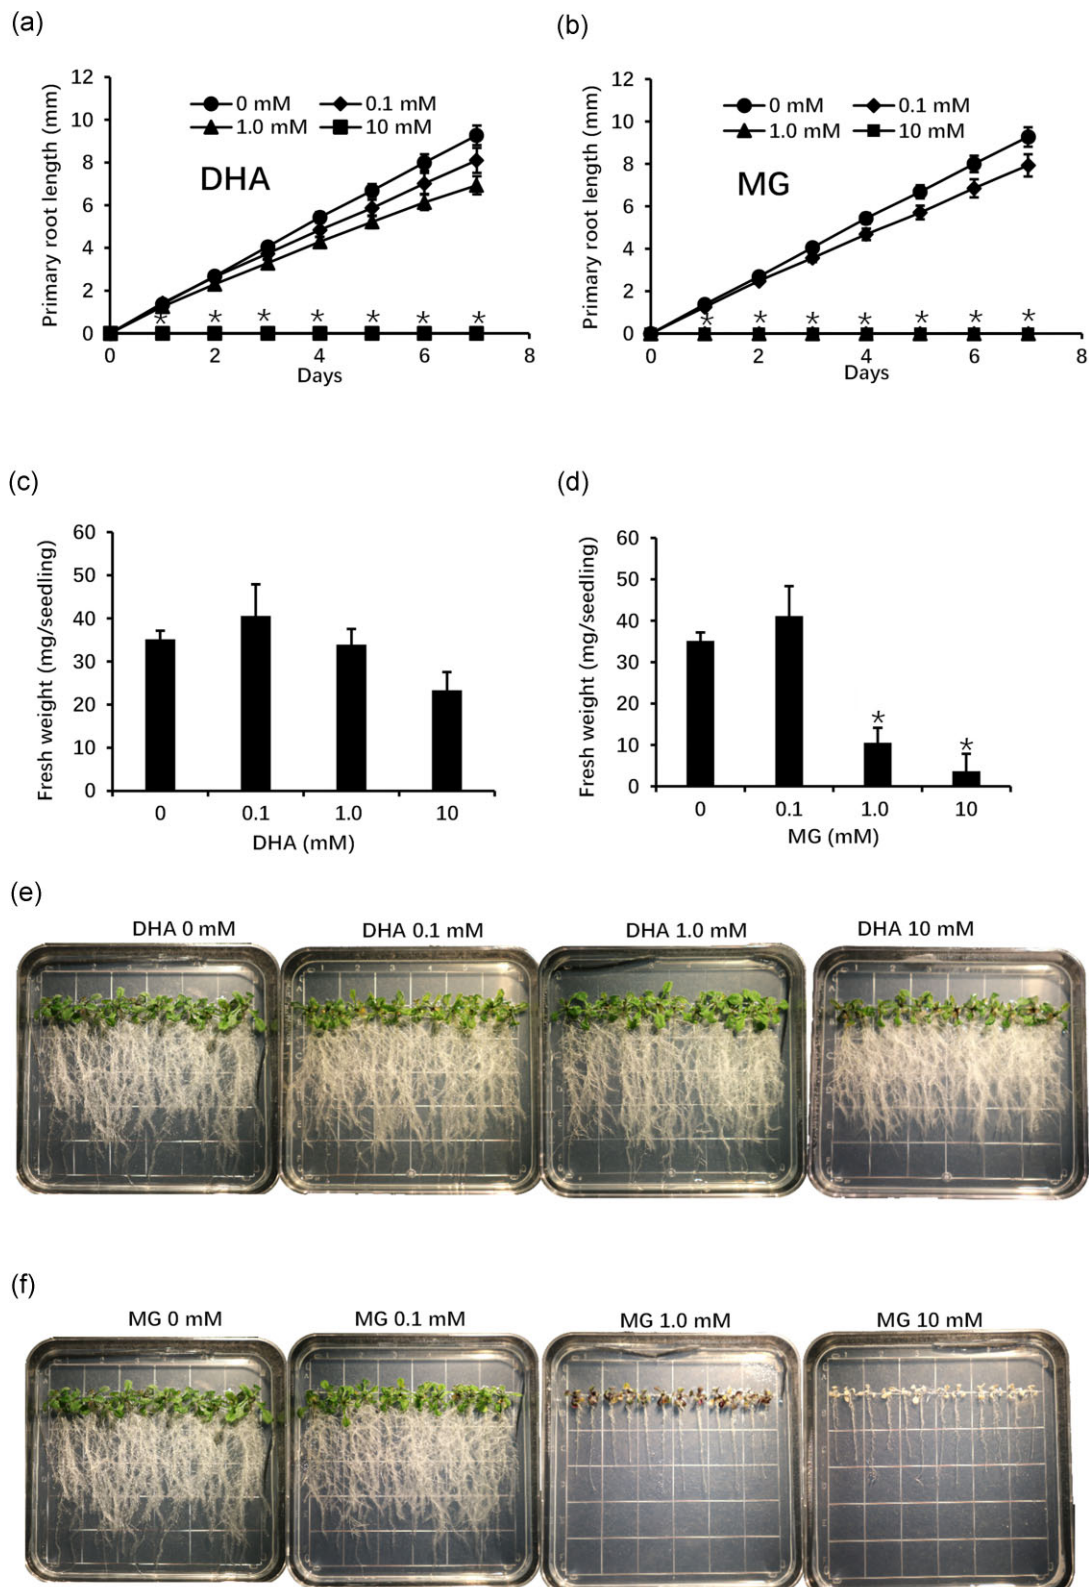 (a)
12
10
8
6
4
2
0
Primary root length (mm)
0 mM 0.1 mM
1.0 mM 10 mM
DHA
* * * * * * *
0 2 4 6 8
Days
(b)
12
10
8
6
4
2
0
Primary root length (mm)
0 mM 0.1 mM
1.0 mM 10 mM
MG
* * * * * * *
0 2 4 6 8
Days
(c)
60
50
40
30
20
10
0
Fresh weight (mg/seedling)
0 0.1 1.0 10
DHA (mM)
(d)
60
50
40
30
20
10
0
Fresh weight (mg/seedling)
* *
0 0.1 1.0 10
MG (mM)
(e)
DHA 0 mM DHA 0.1 mM DHA 1.0 mM DHA 10 mM
(f)
MG 0 mM MG 0.1 mM MG 1.0 mM MG 10 mM